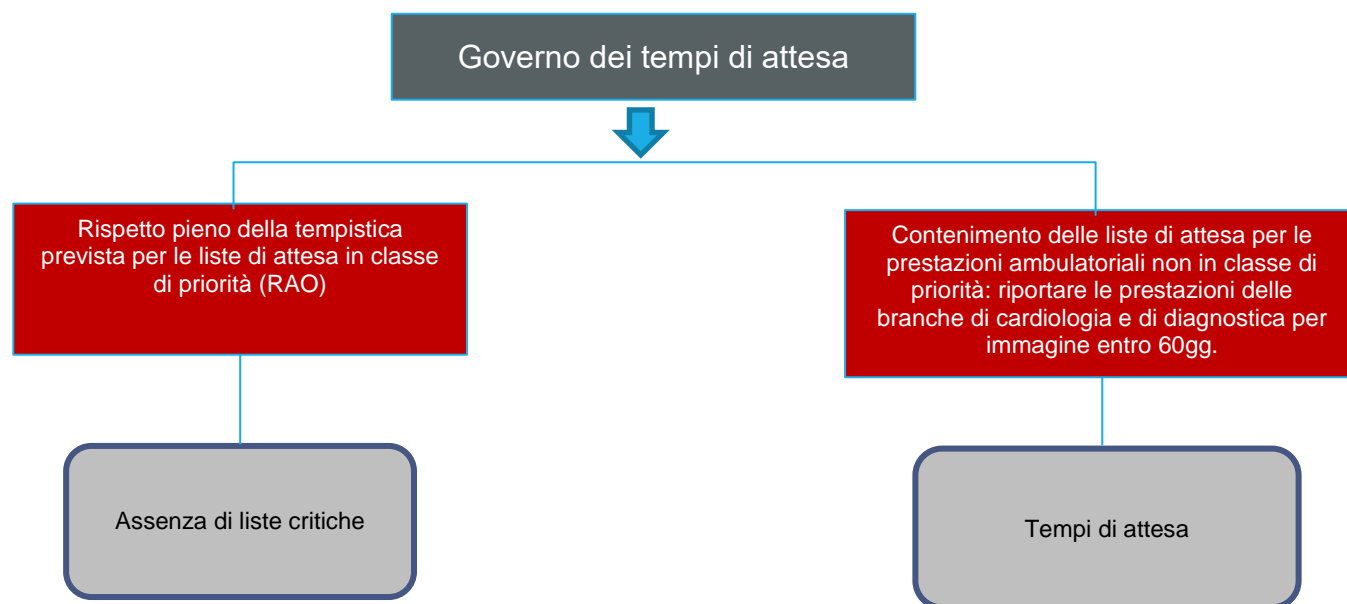 Governo dei tempi di attesa
Rispetto pieno della tempistica
prevista per le liste di attesa in classe
di priorità (RAO)
Contenimento delle liste di attesa per le
prestazioni ambulatoriali non in classe di
priorità: riportare le prestazioni delle
branche di cardiologia e di diagnostica per
immagine entro 60gg.
Assenza di liste critiche
Tempi di attesa